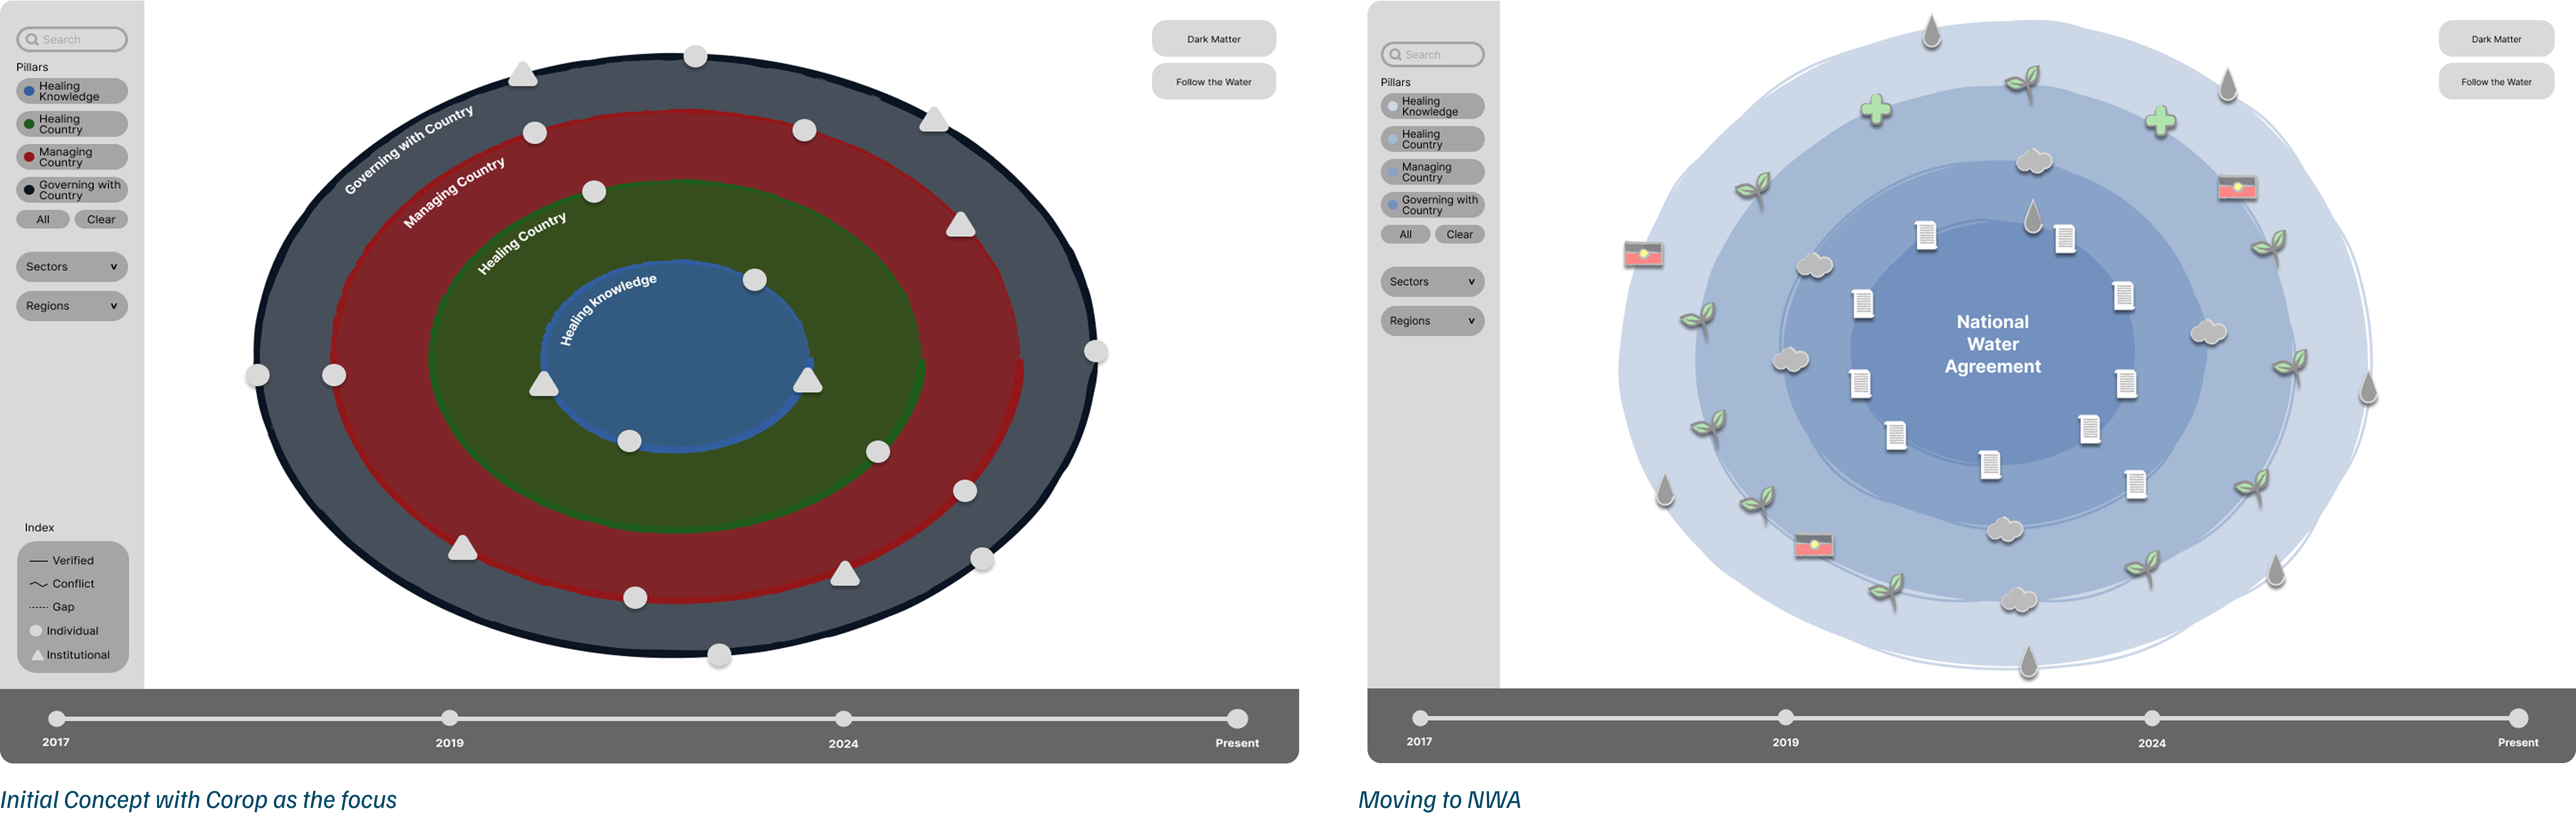 Search
Pillars
Healing
Knowledge
Healing
Country
Managing
Country
Governing with
Country
All
Clear
Sectors
v
Regions
v
Index
Verified
Conflict
Gap
Individual
Institutional
Governing with Country
Managing Country
Healing Country
Healing knowledge
Dark Matter
Follow the Water
2017
2019
2024
Present
Initial Concept with Corop as the focus
Search
Pillars
Healing
Knowledge
Healing
Country
Managing
Country
Governing with
Country
All
Clear
Sectors
v
Regions
v
National
Water
Agreement
Dark Matter
Follow the Water
2017
2019
2024
Present
Moving to NWA